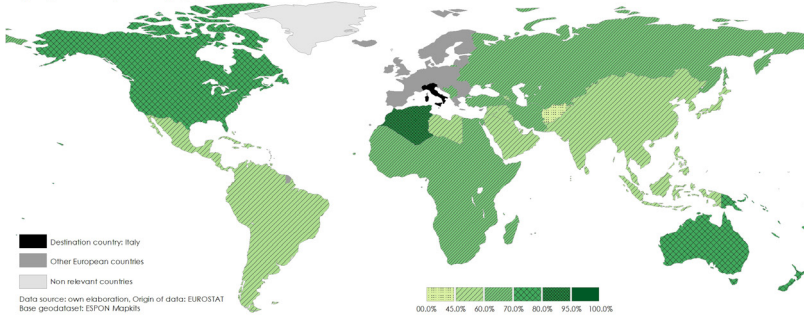 Destination country: Italy
Other European countries
Non relevant countries
Data source: own elaboration, Origin of data: EUROSTAT
Base geodataset: ESPON Mapkits
00.0% 45.0% 60.0% 70.0% 80.0% 95.0% 100.0%